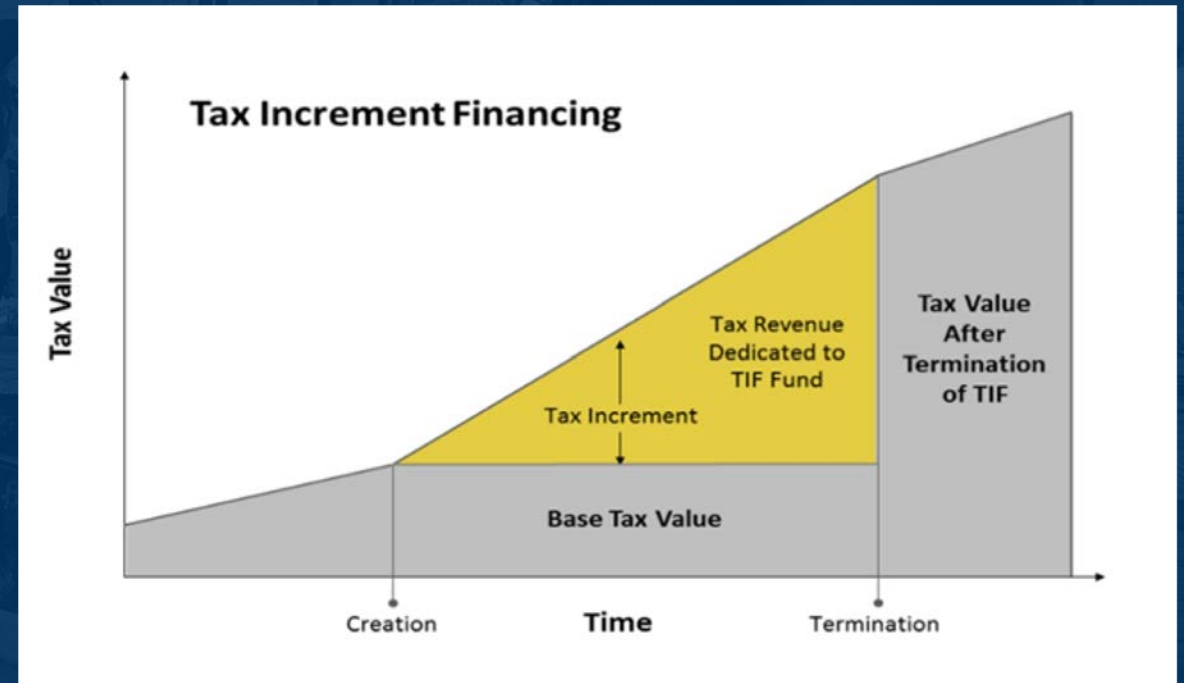 Tax Increment Financing
Tax Value
Tax Revenue
Dedicated to
TIF Fund
Tax Increment
Tax Value
After
Termination
of TIF
Base Tax Value
Creation
Time
Termination